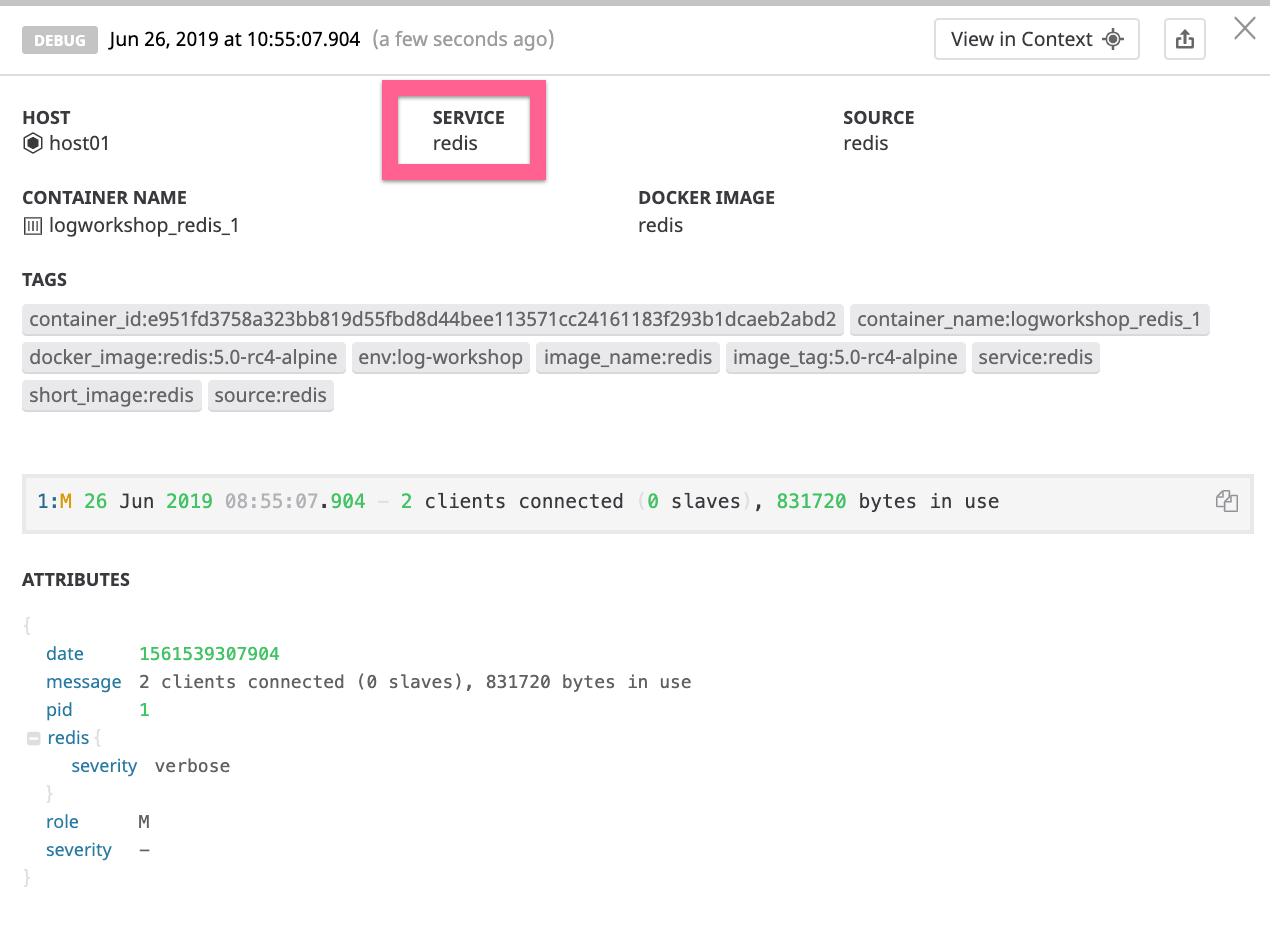 DEBUG Jun 26, 2019 at 10:55:07.904 (a few seconds ago) View in Context
HOST SERVICE SOURCE
host01 redis redis
CONTAINER NAME DOCKER IMAGE
logworkshop_redis_1 redis
TAGS
container_id:e951fd3758a323bb819d55fbd8d44bee113571cc24161183f293b1dcaeb2abd2 container_name:logworkshop_redis_1
docker_image:redis:5.0-rc4-alpine env:log-workshop image_name:redis image_tag:5.0-rc4-alpine service:redis
short_image:redis source:redis
1:M 26 Jun 2019 08:55:07.904 – 2 clients connected (0 slaves), 831720 bytes in use
ATTRIBUTES
{
date 1561539307904
message 2 clients connected (0 slaves), 831720 bytes in use
pid 1
redis {
severity verbose
}
role M
severity –
}